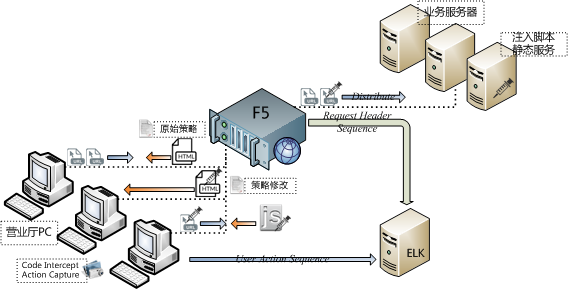 业务服务器
注入脚本
静态服务
F5
Distribute
Request Header
Sequence
原始策略
HTML
策略修改
HTML
js
营业厅PC
ELK
Code Intercept
Action Capture
User Action Sequence